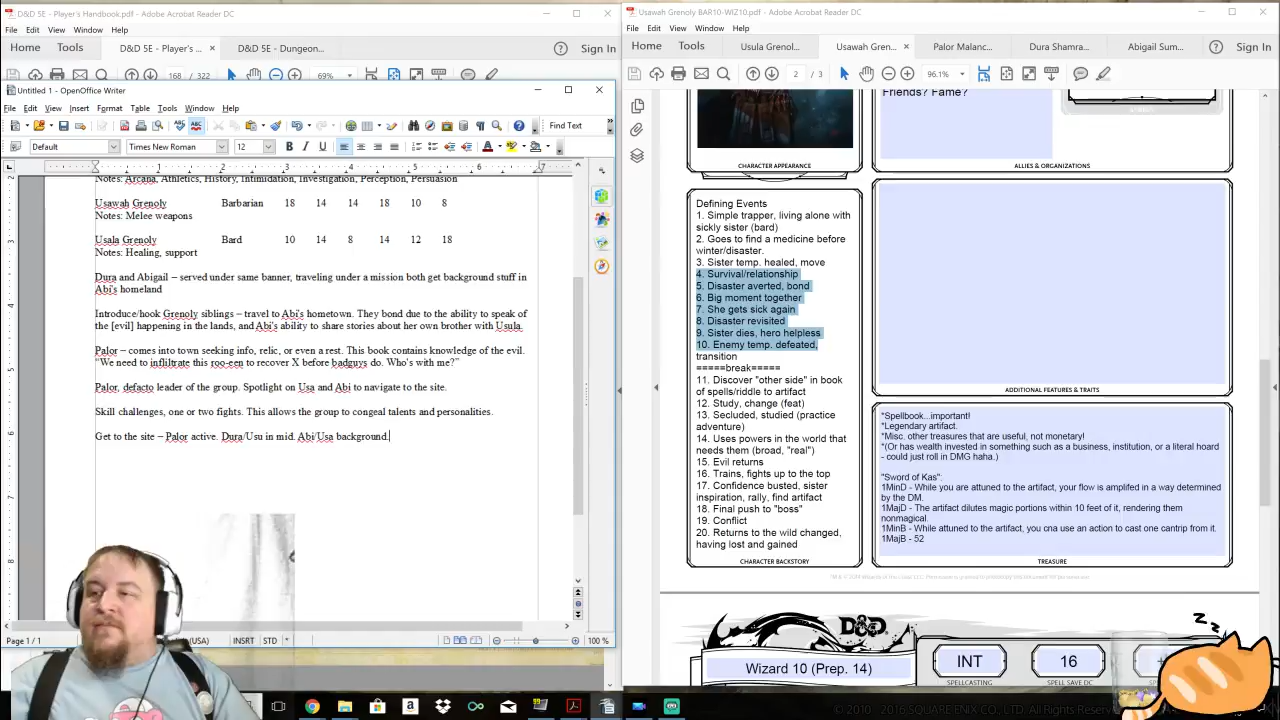 D&D 5E - Player's Handbook.pdf - Adobe Acrobat Reader DC
File Edit View Window Help
Home Tools D&D 5E - Player's ... × D&D 5E - Dungeon... Sign In
168 / 322 69%
Untitled 1 - OpenOffice Writer
File Edit View Insert Format Table Tools Window Help
Find Text
Default Times New Roman 12
Notes: Arcana, Athletics, History, Intimidation, Investigation, Perception, Persuasion
Usawah Grenoly Barbarian 18 14 14 18 10 8
Notes: Melee weapons
Usala Grenoly Bard 10 14 8 14 12 18
Notes: Healing, support
Dura and Abigail – served under same banner, traveling under a mission both get background stuff in
Abi's homeland
Introduce/hook Grenoly siblings – travel to Abi's hometown. They bond due to the ability to speak of
the [evil] happening in the lands, and Abi's ability to share stories about her own brother with Usula.
Palor – comes into town seeking info, relic, or even a rest. This book contains knowledge of the evil.
"We need to infliltrate this roo-een to recover X before badguys do. Who's with me?"
Palor, defacto leader of the group. Spotlight on Usa and Abi to navigate to the site.
Skill challenges, one or two fights. This allows the group to congeal talents and personalities.
Get to the site – Palor active. Dura/Usu in mid. Abi/Usa background.
Page 1 / 1 (USA) INSRT STD 100 %
Usawah Grenoly BAR10-WIZ10.pdf - Adobe Acrobat Reader DC
File Edit View Window Help
Home Tools Usula Grenol... Usawah Gren... × Palor Malanc... Dura Shamra... Abigail Sum... Sign In
2 / 3 96.1%
Friends? Fame?
CHARACTER APPEARANCE
ALLIES & ORGANIZATIONS
Defining Events
1. Simple trapper, living alone with
sickly sister (bard)
2. Goes to find a medicine before
winter/disaster.
3. Sister temp. healed, move
4. Survival/relationship
5. Disaster averted, bond
6. Big moment together
7. She gets sick again
8. Disaster revisited
9. Sister dies, hero helpless
10. Enemy temp. defeated,
transition
=====break=====
11. Discover "other side" in book
of spells/riddle to artifact
12. Study, change (feat)
13. Secluded, studied (practice
adventure)
14. Uses powers in the world that
needs them (broad, "real")
15. Evil returns
16. Trains, fights up to the top
17. Confidence busted, sister
inspiration, rally, find artifact
18. Final push to "boss"
19. Conflict
20. Returns to the wild changed,
having lost and gained
CHARACTER BACKSTORY
ADDITIONAL FEATURES & TRAITS
*Spellbook...important!
*Legendary artifact.
*Misc. other treasures that are useful, not monetary!
*(Or has wealth invested in something such as a business, institution, or a literal hoard
- could just roll in DMG haha.)
"Sword of Kas":
1MinD - While you are attuned to the artifact, your flow is amplifed in a way determined
by the DM.
1MajD - The artifact dilutes magic portions within 10 feet of it, rendering them
nonmagical.
1MinB - While attuned to the artifact, you cna use an action to cast one cantrip from it.
1MajB - 52
TREASURE
D&D
Wizard 10 (Prep. 14)
INT 16
SPELLCASTING SPELL SAVE DC
z z z
© 2010 - 2016 SQUARE ENIX CO., LTD. All Rights Reserved.